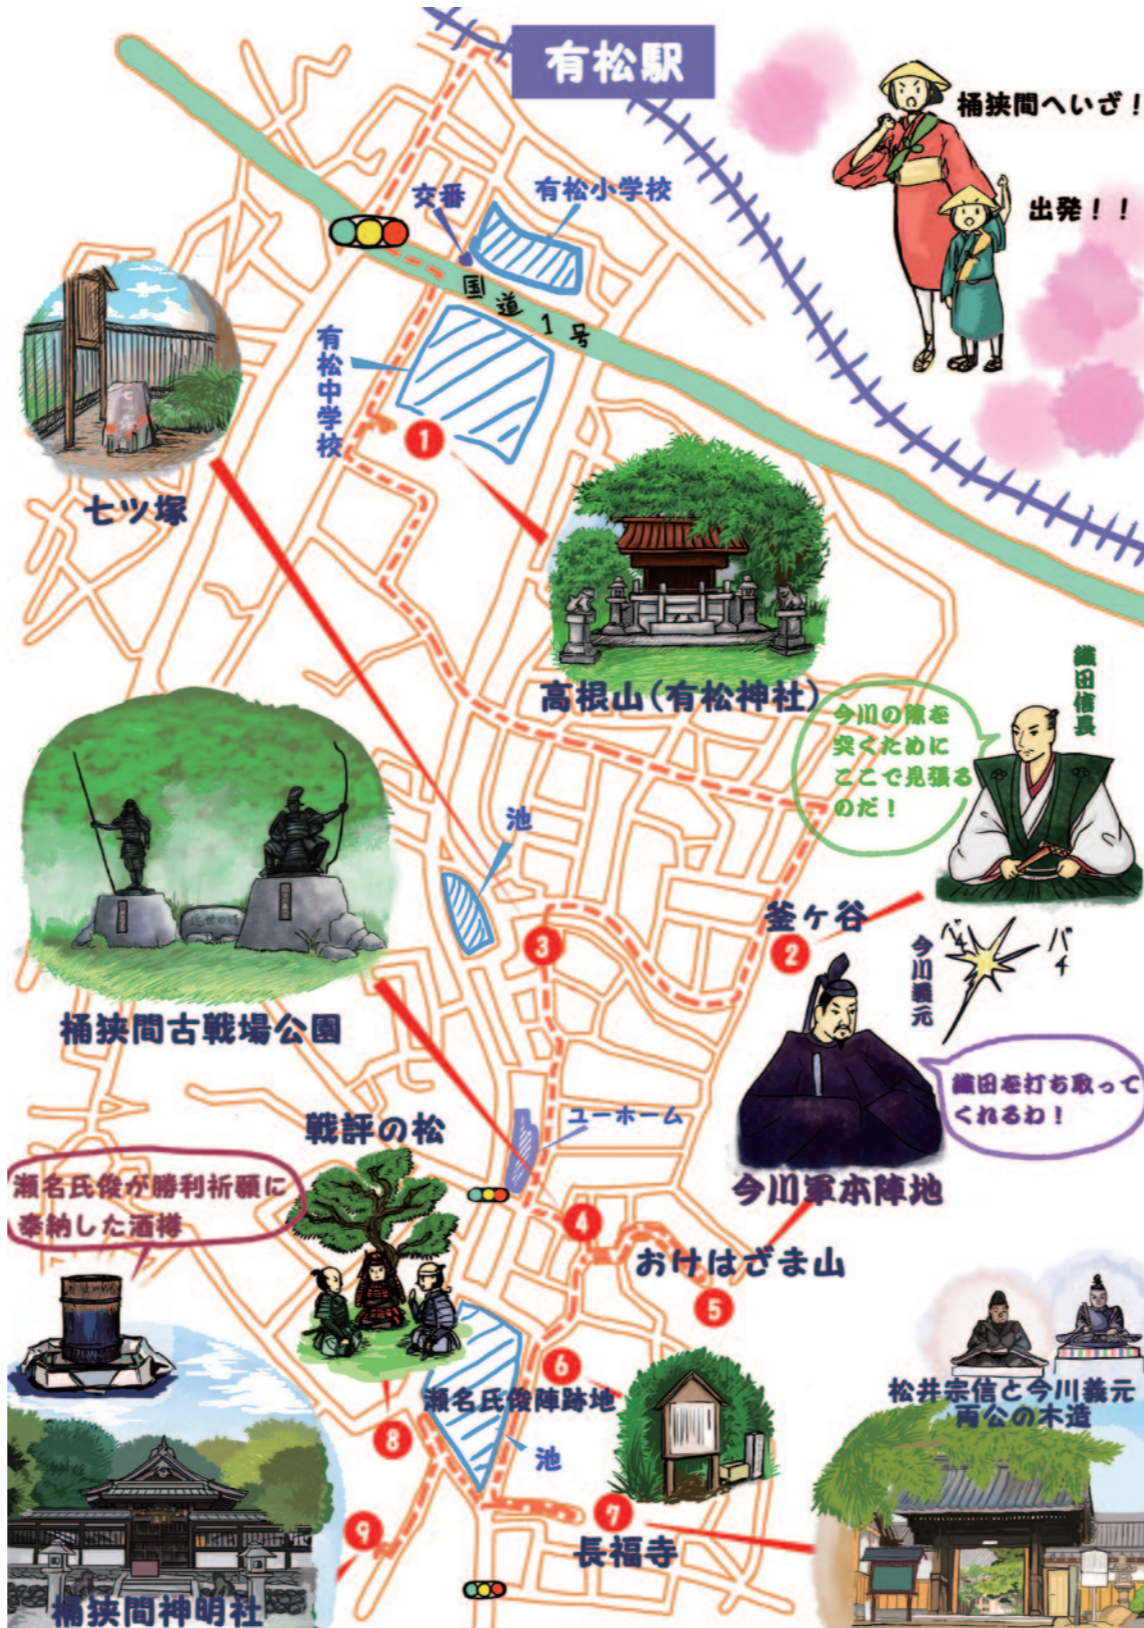 有松駅
桶狭間へいざ!
出発!!
交番
有松小学校
国道1号
有松中学校
1
七ツ塚
七ツ塚
高根山(有松神社)
織田信長
今川の隙を
突くために
ここで見張る
のだ!
池
釜ヶ谷
2
3
バチ
バチ
今川義元
織田を打ち取って
くれるわ!
今川軍本陣地
桶狭間古戦場公園
ユーホーム
戦評の松
瀬名氏俊が勝利祈願に
奉納した酒樽
4
おけはざま山
5
6
瀬名氏俊陣跡地
松井宗信と今川義元
両公の木造
8
池
7
長福寺
9
桶狭間神明社